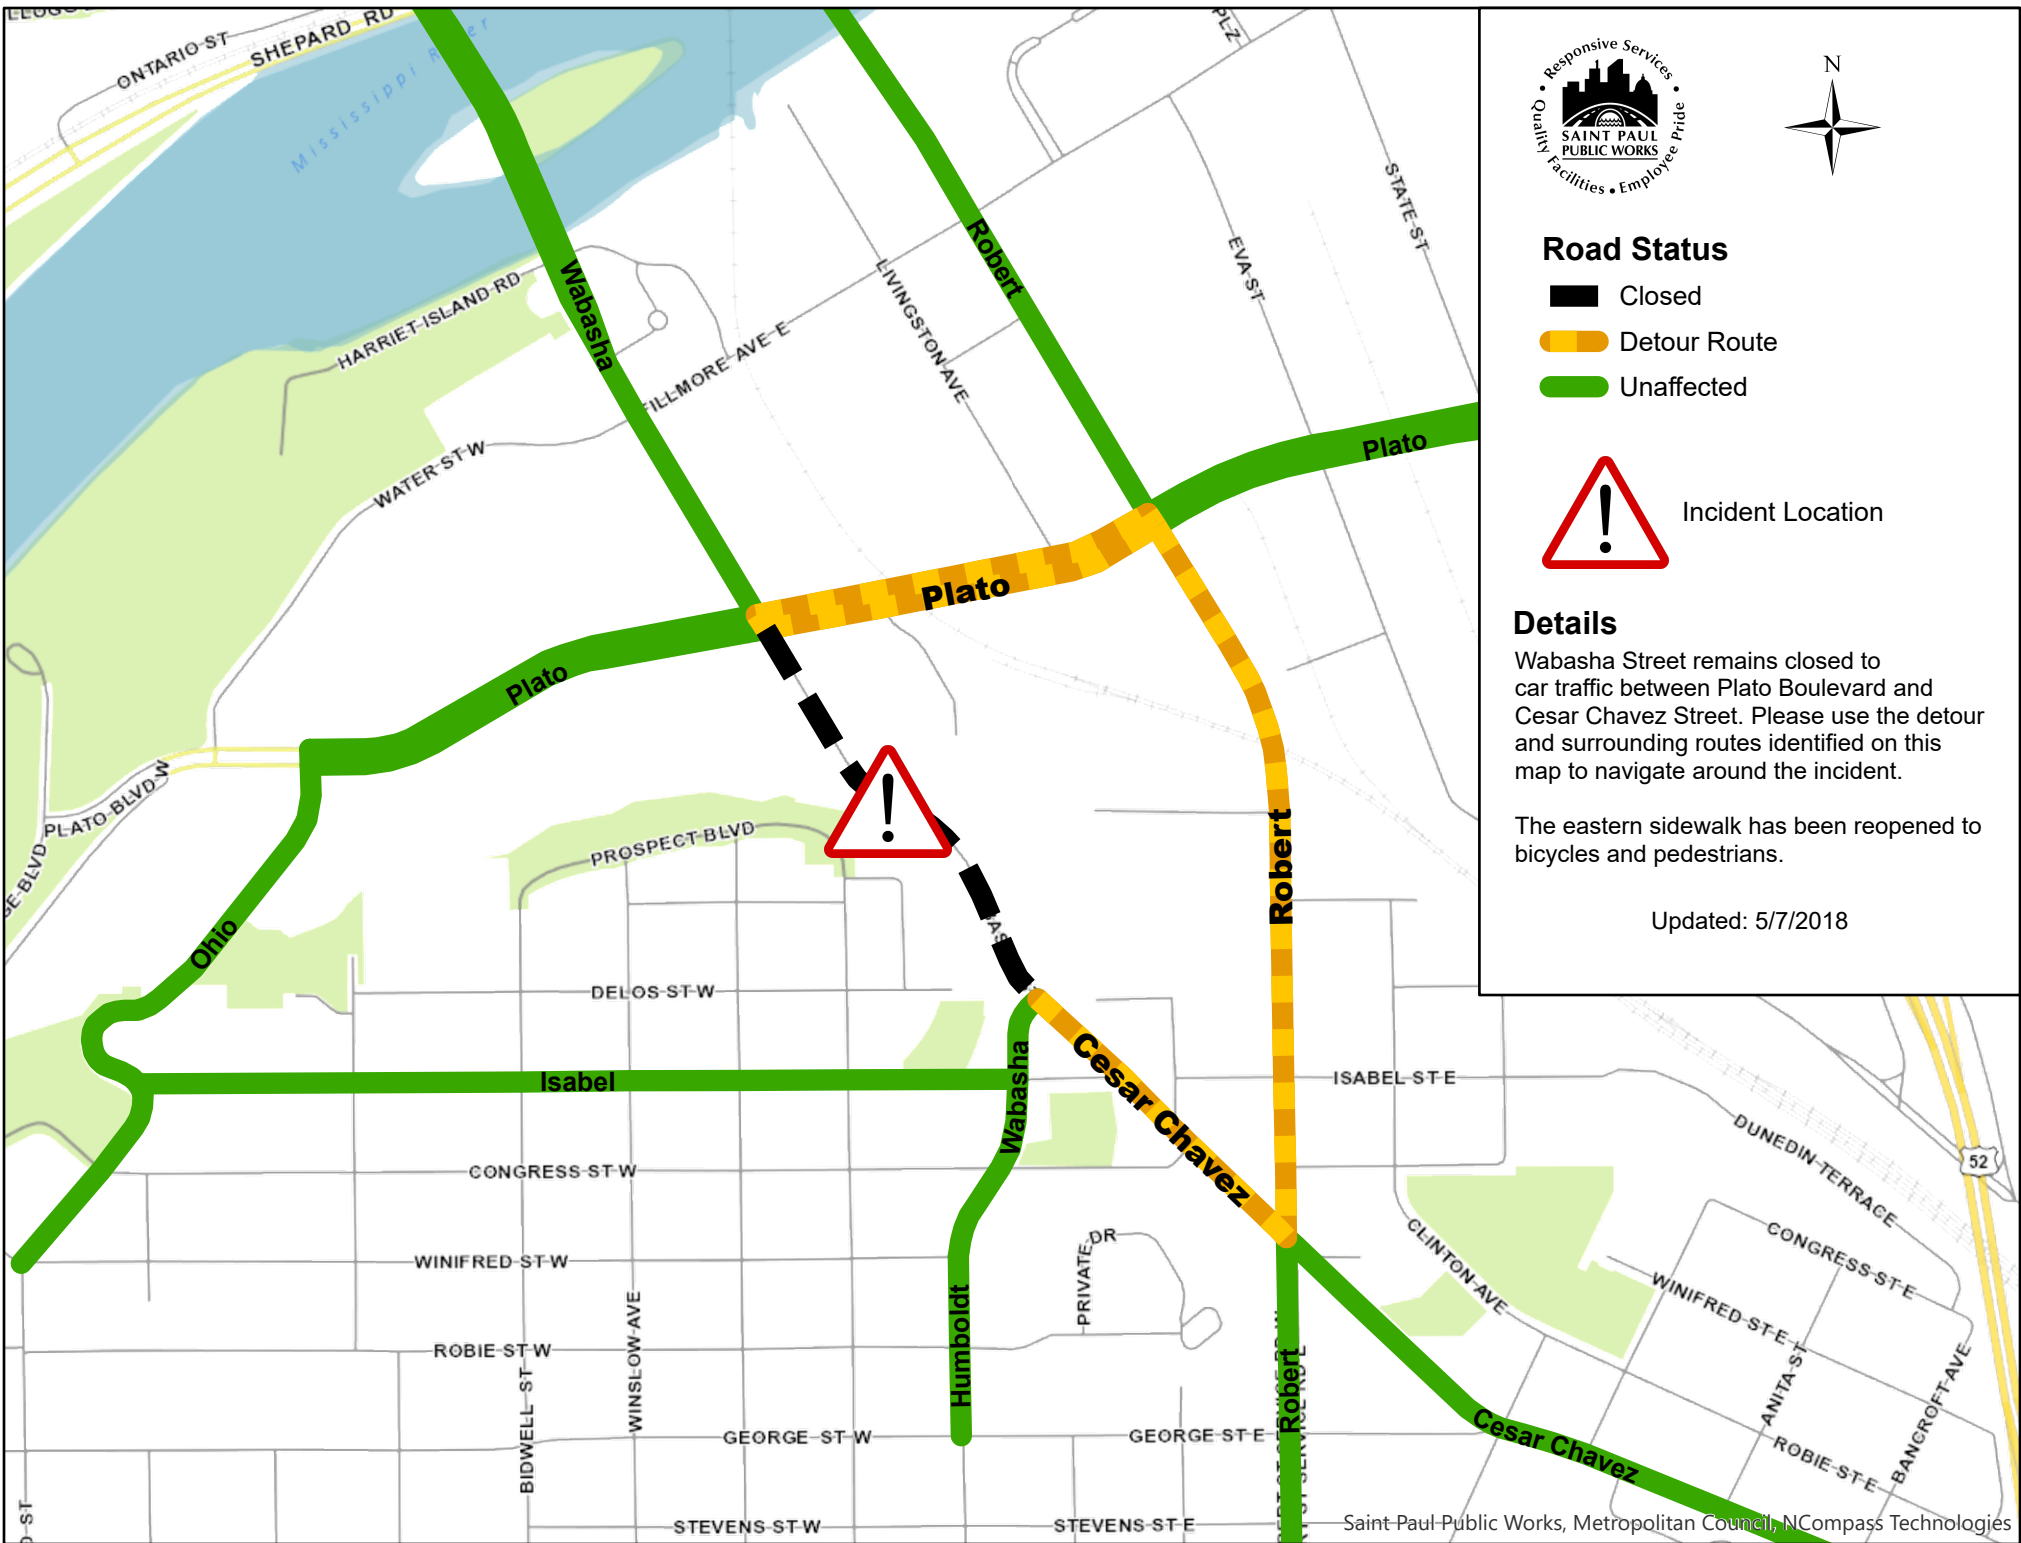 ONTARIO ST
SHEPARD RD
Mississippi River
PL-Z
STATE ST
EVA ST
LIVINGSTON AVE
Robert
Wabasha
HARRIET ISLAND RD
FILLMORE AVE E
WATER ST W
Plato
Plato
Plato
PLATO BLVD W
PROSPECT BLVD
Robert
Ohio
DELOS ST W
Isabel
Wabasha
Cesar Chavez
ISABEL ST E
DUNEDIN TERRACE
52
CONGRESS ST W
CONGRESS ST E
CLINTON AVE
WINIFRED ST W
WINIFRED ST E
PRIVATE DR
Humboldt
WINSLOW AVE
ROBIE ST W
Robert
ANITA ST
BANCROFT AVE
BIDWELL ST
GEORGE ST W
GEORGE ST E
Cesar Chavez
ROBIE ST E
STEVENS ST W
STEVENS ST E
Responsive Services • Employee Pride • Quality Facilities •
SAINT PAUL
PUBLIC WORKS
N
Road Status
Closed
Detour Route
Unaffected
Incident Location
Details
Wabasha Street remains closed to
car traffic between Plato Boulevard and
Cesar Chavez Street. Please use the detour
and surrounding routes identified on this
map to navigate around the incident.
The eastern sidewalk has been reopened to
bicycles and pedestrians.
Updated: 5/7/2018
Saint Paul Public Works, Metropolitan Council, NCompass Technologies